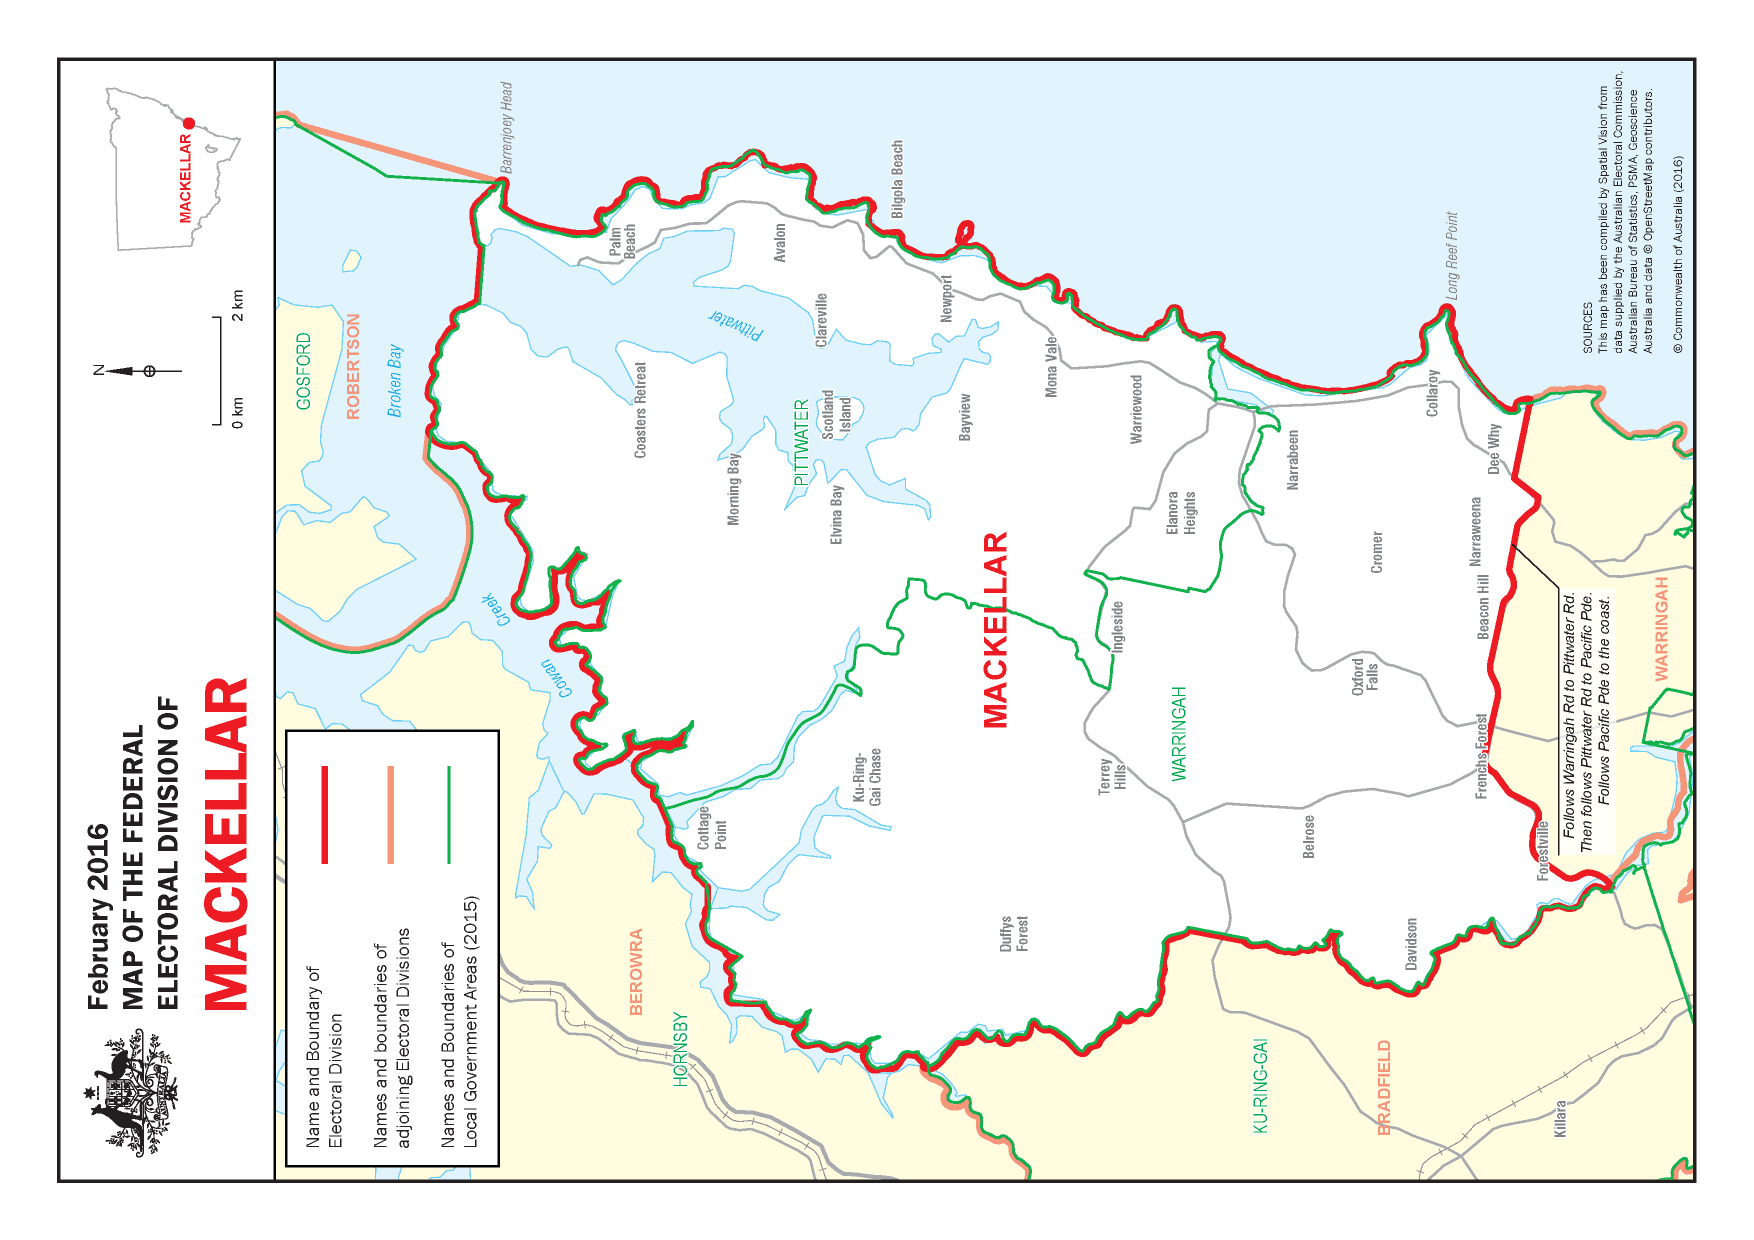 February 2016
MAP OF THE FEDERAL
ELECTORAL DIVISION OF
MACKELLAR
MACKELLAR
N
0 km
2 km
Name and Boundary of
Electoral Division
Names and boundaries of
adjoining Electoral Divisions
Names and Boundaries of
Local Government Areas (2015)
GOSFORD
ROBERTSON
Broken Bay
Barrenjoey Head
Cowan
Creek
Palm
Beach
Coasters Retreat
BEROWRA
HORNSBY
Cottage
Point
Morning Bay
Pittwater
Avalon
PITTWATER
Clareville
Scotland
Island
Elvina Bay
Ku-Ring-
Gai Chase
Bilgola Beach
Newport
Bayview
MACKELLAR
Duffys
Forest
Mona Vale
Ingleside
Terrey
Hills
Warriewood
Elanora
Heights
WARRINGAH
KU-RING-GAI
Narrabeen
Belrose
Oxford
Falls
Cromer
BRADFIELD
Davidson
Collaroy
Long Reef Point
Dee Why
Narraweena
Beacon Hill
Frenchs Forest
Forestville
Killara
Follows Warringah Rd to Pittwater Rd.
Then follows Pittwater Rd to Pacific Pde.
Follows Pacific Pde to the coast.
WARRINGAH
SOURCES
This map has been compiled by Spatial Vision from
data supplied by the Australian Electoral Commission,
Australian Bureau of Statistics, PSMA, Geoscience
Australia and data © OpenStreetMap contributors.
© Commonwealth of Australia (2016)